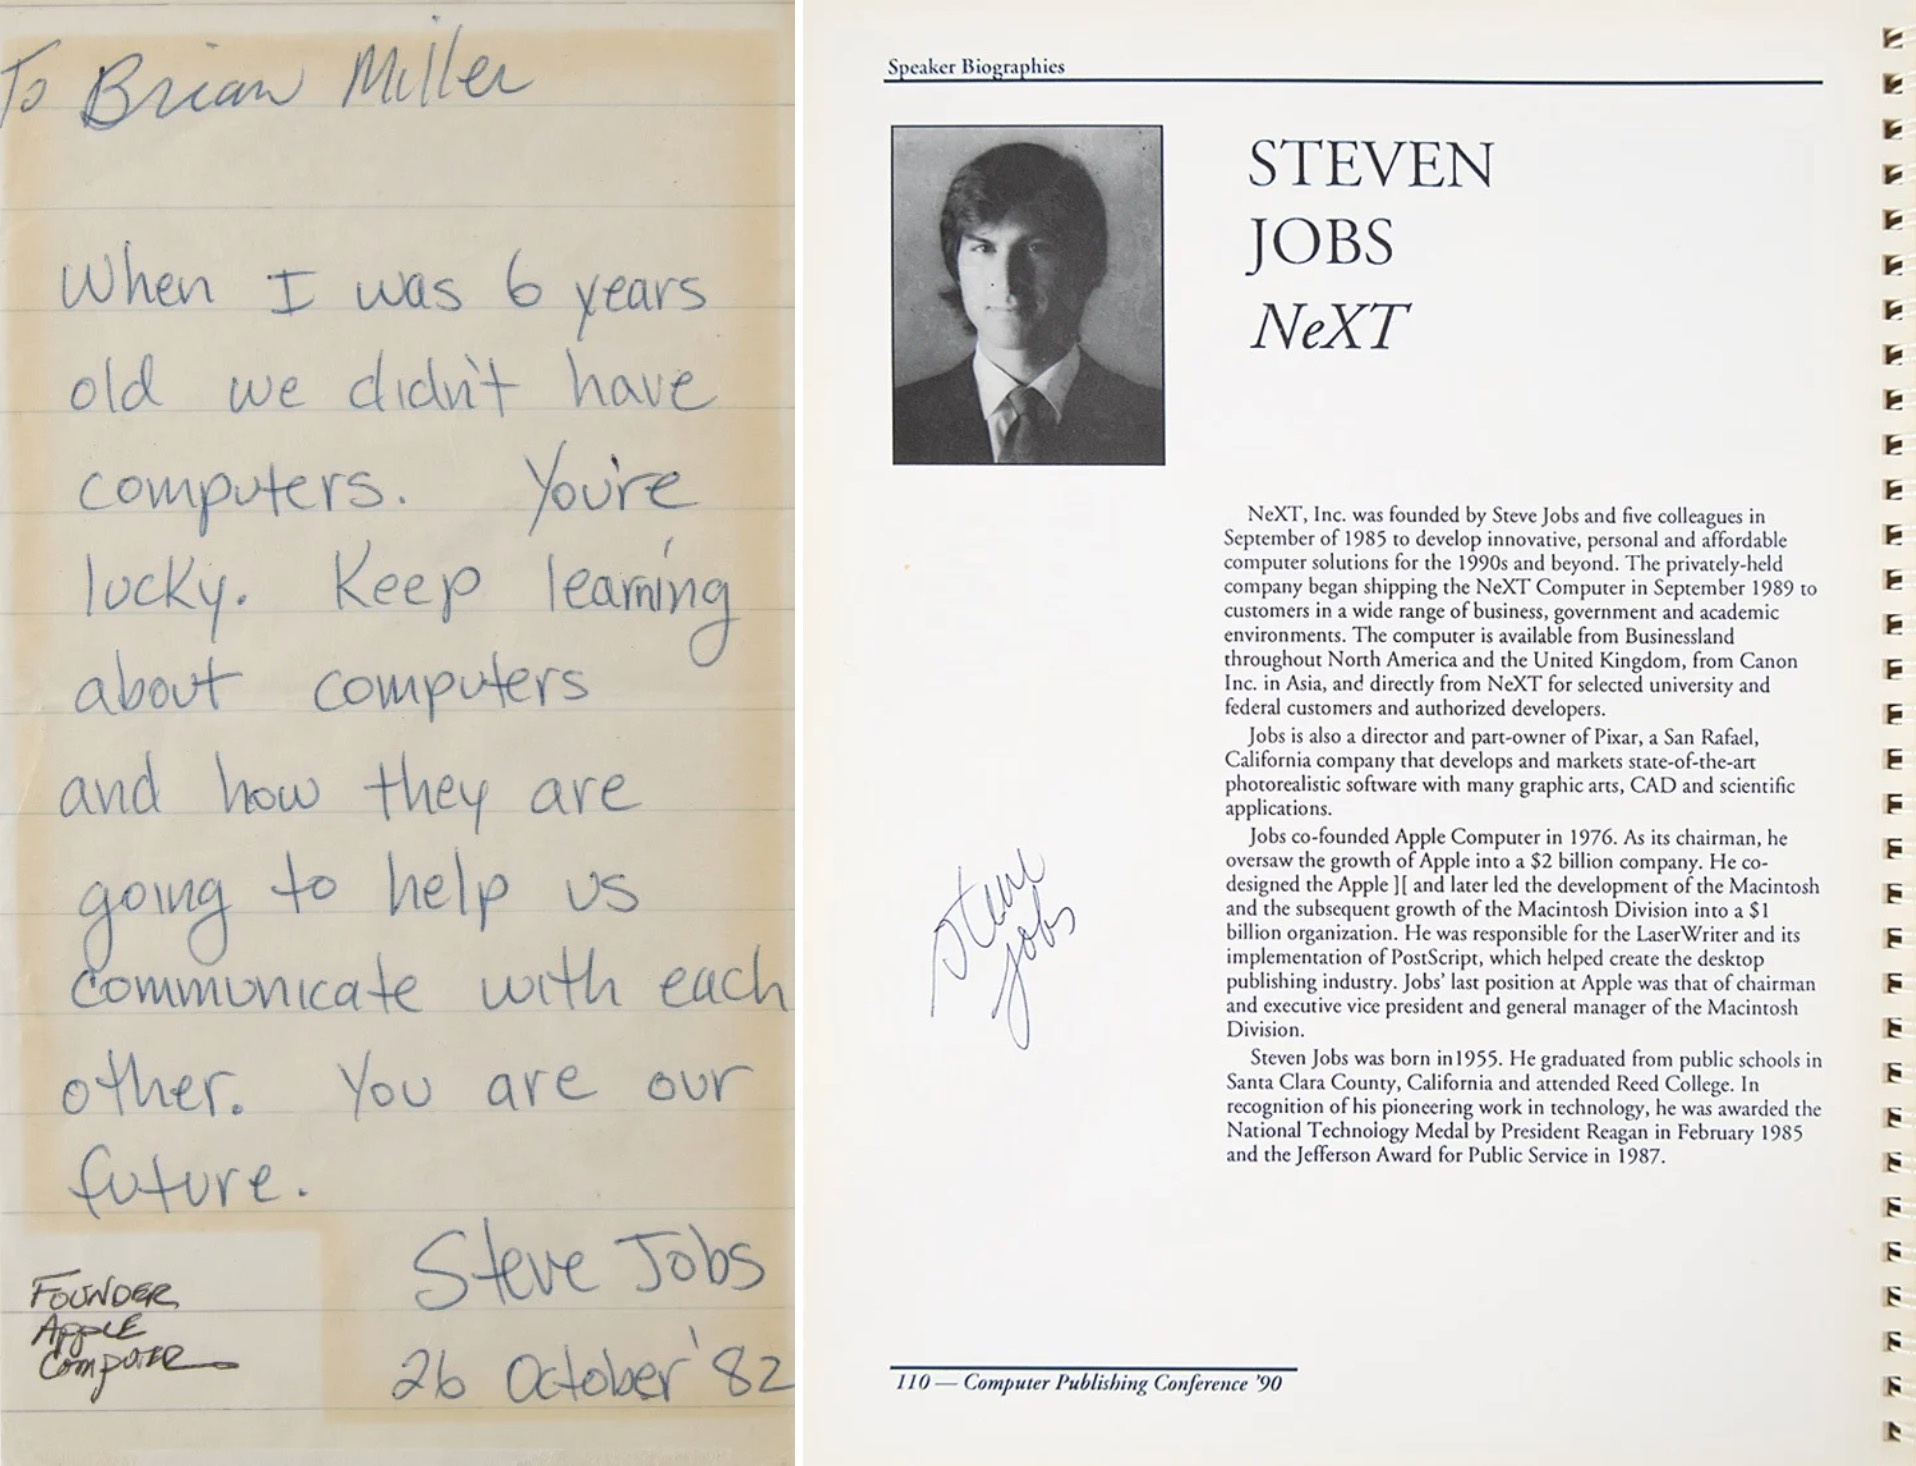 To Brian Miller
When I was 6 years
old we didn't have
computers. You're
lucky. Keep learning
about computers
and how they are
going to help us
communicate with each
other. You are our
future.
Steve Jobs
26 October '82
FOUNDER
Apple
Computer
Speaker Biographies
STEVEN
JOBS
NeXT
NeXT, Inc. was founded by Steve Jobs and five colleagues in
September of 1985 to develop innovative, personal and affordable
computer solutions for the 1990s and beyond. The privately-held
company began shipping the NeXT Computer in September 1989 to
customers in a wide range of business, government and academic
environments. The computer is available from Businessland
throughout North America and the United Kingdom, from Canon
Inc. in Asia, and directly from NeXT for selected university and
federal customers and authorized developers.
Jobs is also a director and part-owner of Pixar, a San Rafael,
California company that develops and markets state-of-the-art
photorealistic software with many graphic arts, CAD and scientific
applications.
Jobs co-founded Apple Computer in 1976. As its chairman, he
oversaw the growth of Apple into a $2 billion company. He co-
designed the Apple ][ and later led the development of the Macintosh
and the subsequent growth of the Macintosh Division into a $1
billion organization. He was responsible for the LaserWriter and its
implementation of PostScript, which helped create the desktop
publishing industry. Jobs' last position at Apple was that of chairman
and executive vice president and general manager of the Macintosh
Division.
Steven Jobs was born in1955. He graduated from public schools in
Santa Clara County, California and attended Reed College. In
recognition of his pioneering work in technology, he was awarded the
National Technology Medal by President Reagan in February 1985
and the Jefferson Award for Public Service in 1987.
steve
jobs
110 — Computer Publishing Conference '90